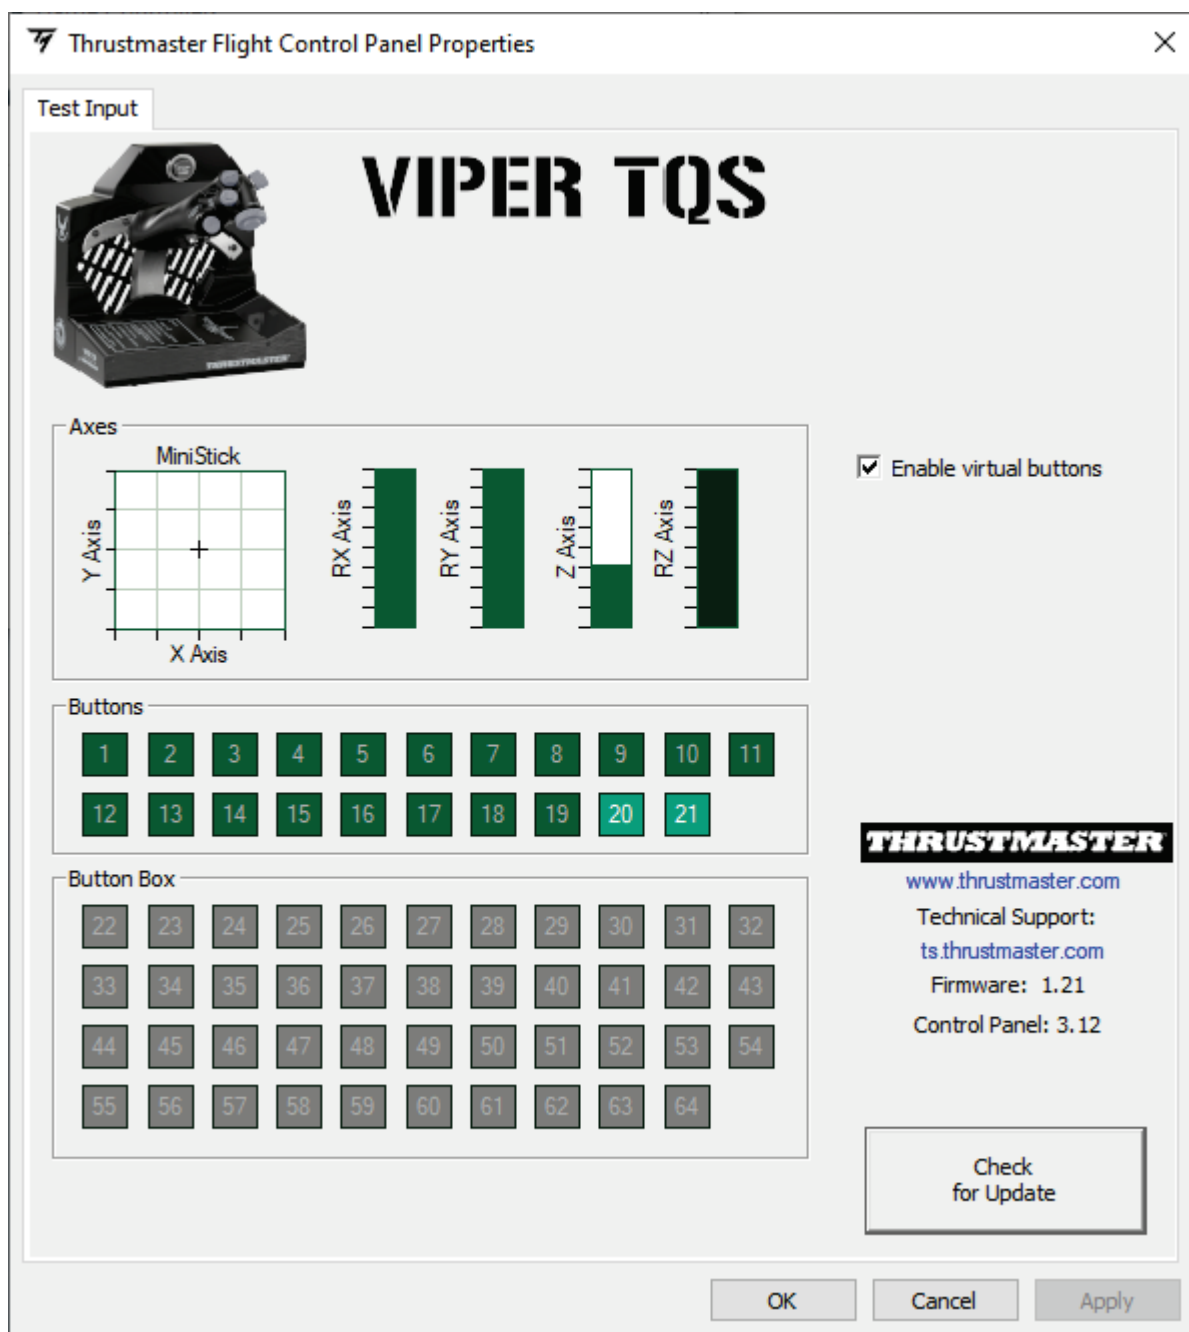 Thrustmaster Flight Control Panel Properties
Test Input
VIPER TQS
THRUSTMASTER
Axes
MiniStick
Y Axis
X Axis
RX Axis
RY Axis
Z Axis
RZ Axis
Enable virtual buttons
Buttons
1 2 3 4 5 6 7 8 9 10 11
12 13 14 15 16 17 18 19 20 21
Button Box
22 23 24 25 26 27 28 29 30 31 32
33 34 35 36 37 38 39 40 41 42 43
44 45 46 47 48 49 50 51 52 53 54
55 56 57 58 59 60 61 62 63 64
THRUSTMASTER
www.thrustmaster.com
Technical Support:
ts.thrustmaster.com
Firmware: 1.21
Control Panel: 3.12
Check
for Update
OK Cancel Apply